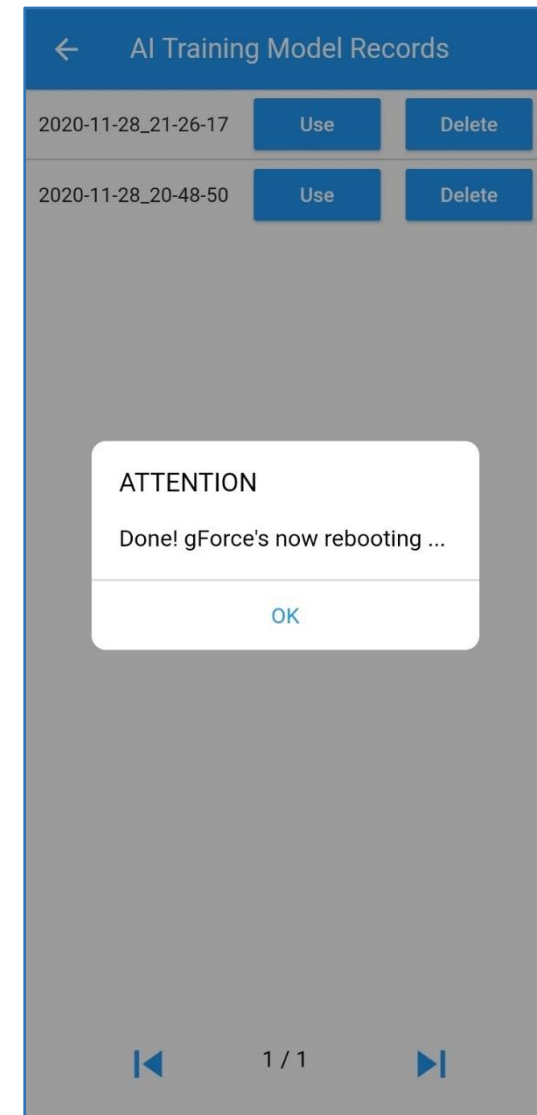 AI Training Model Records
2020-11-28_21-26-17 Use Delete
2020-11-28_20-48-50 Use Delete
ATTENTION
Done! gForce's now rebooting ...
OK
1 / 1